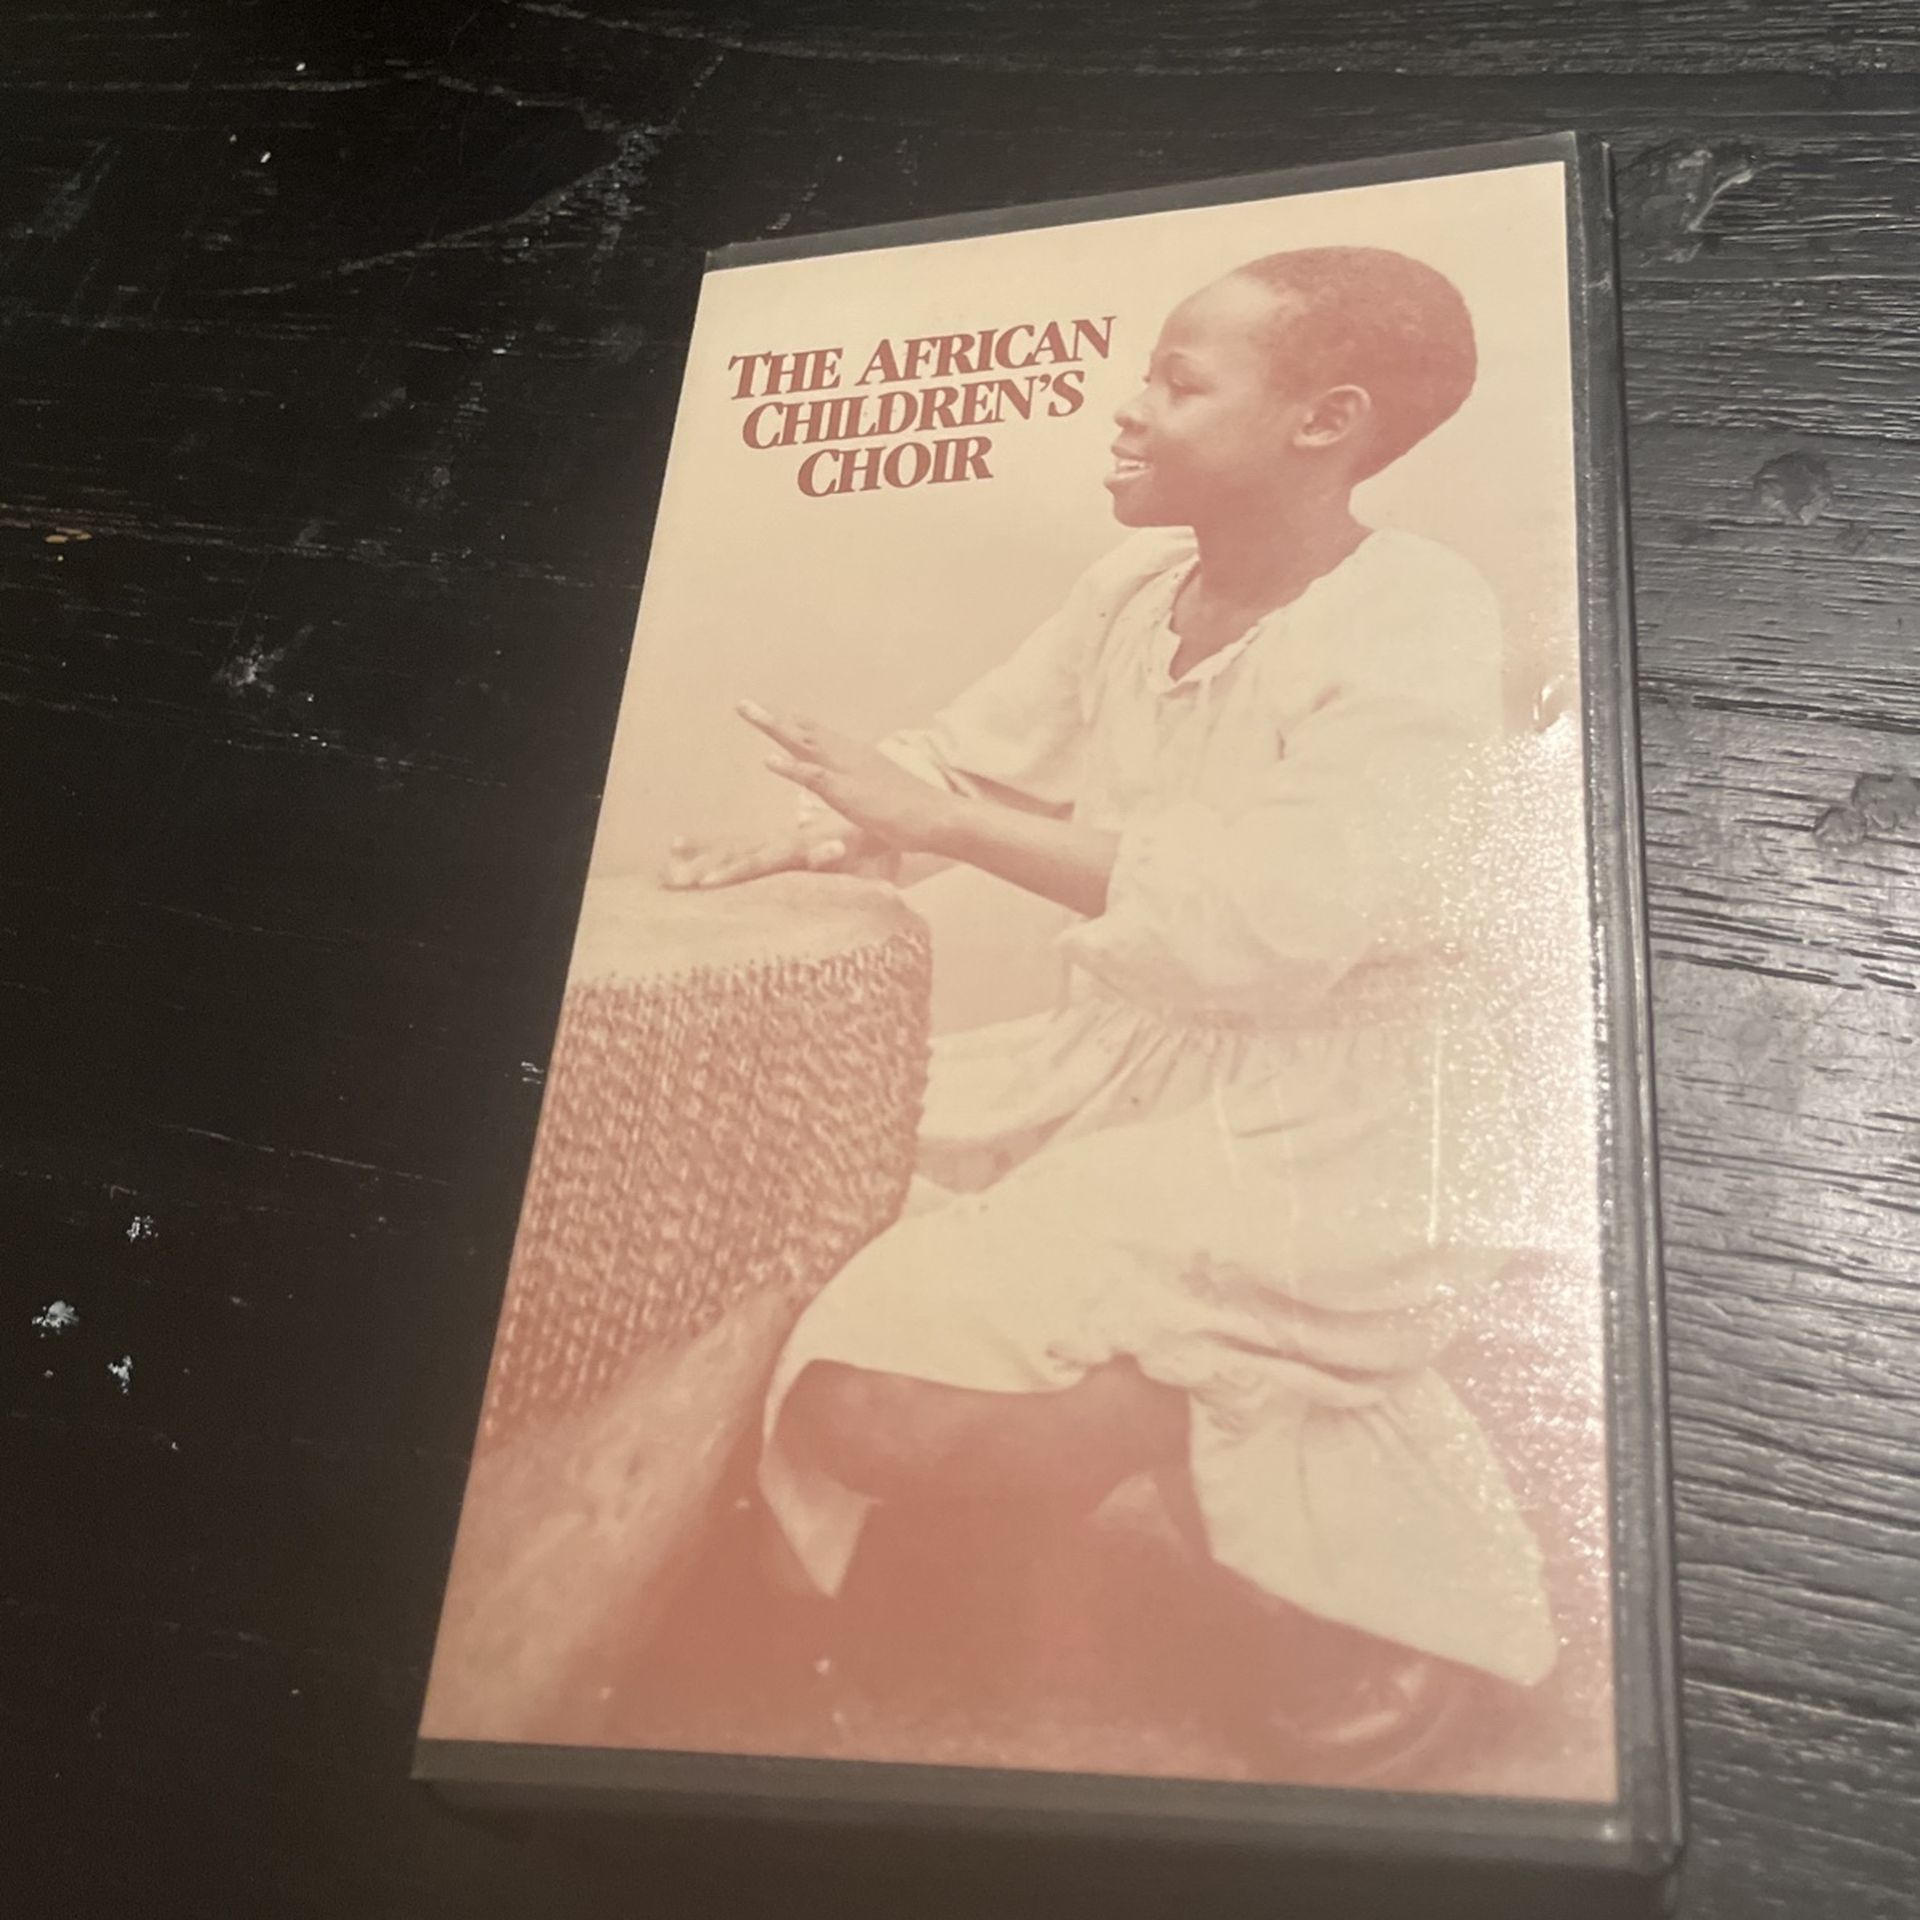 THE AFRICAN
CHILDREN'S
CHOIR